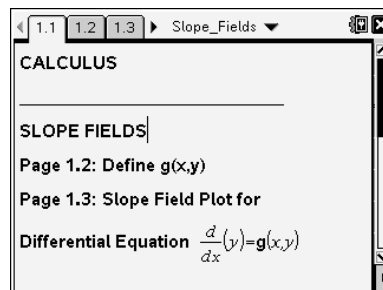 1.1 1.2 1.3 Slope_Fields
CALCULUS
SLOPE FIELDS
Page 1.2: Define g(x,y)
Page 1.3: Slope Field Plot for
Differential Equation d/dx(y)=g(x,y)